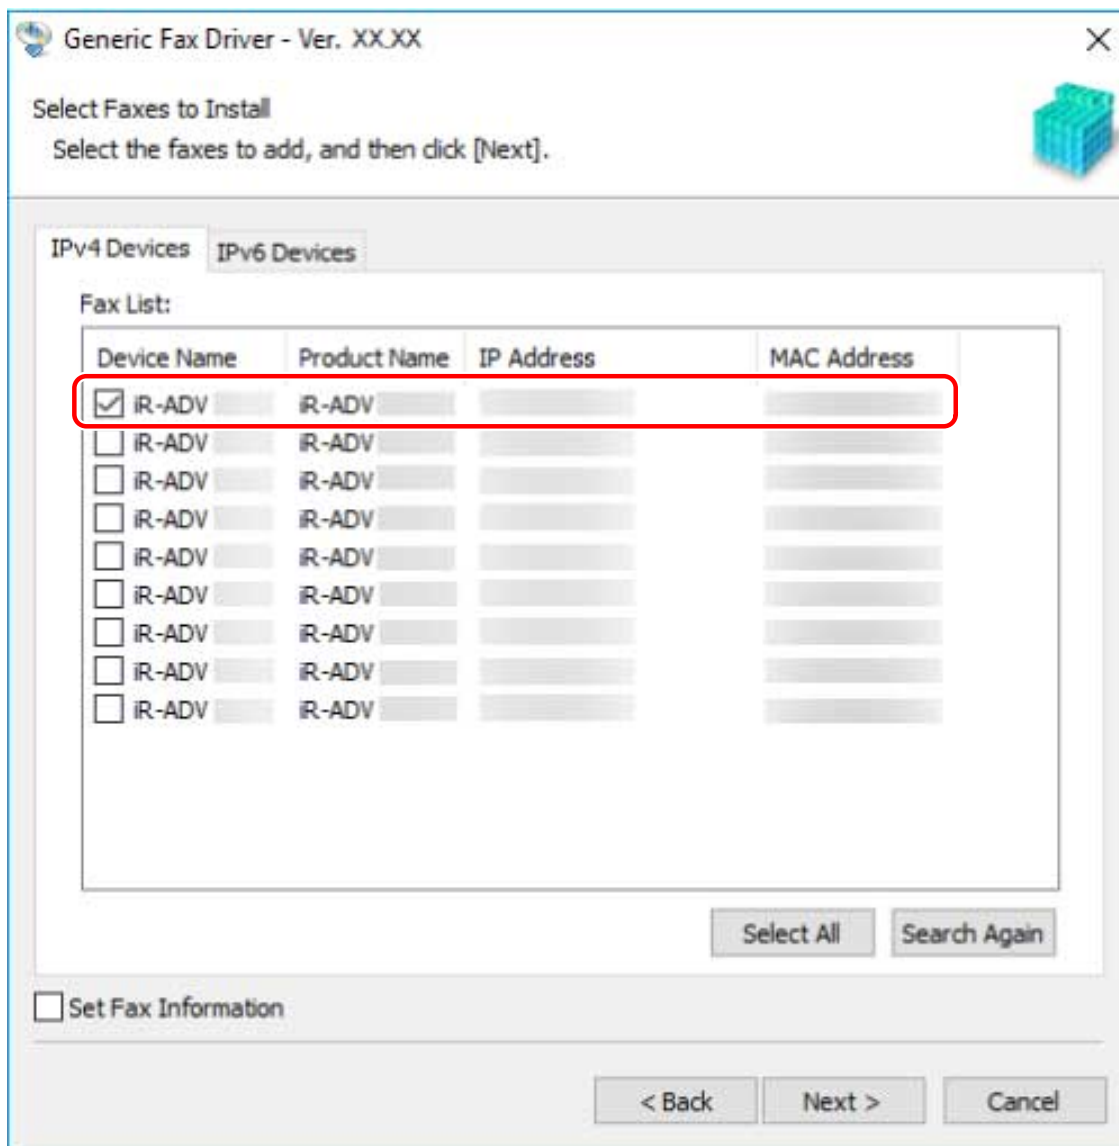 Generic Fax Driver - Ver. XX.XX
Select Faxes to Install
Select the faxes to add, and then click [Next].
IPv4 Devices IPv6 Devices
Fax List:
Device Name Product Name IP Address MAC Address
iR-ADV iR-ADV
iR-ADV iR-ADV
iR-ADV iR-ADV
iR-ADV iR-ADV
iR-ADV iR-ADV
iR-ADV iR-ADV
iR-ADV iR-ADV
iR-ADV iR-ADV
iR-ADV iR-ADV
Select All Search Again
Set Fax Information
< Back Next > Cancel